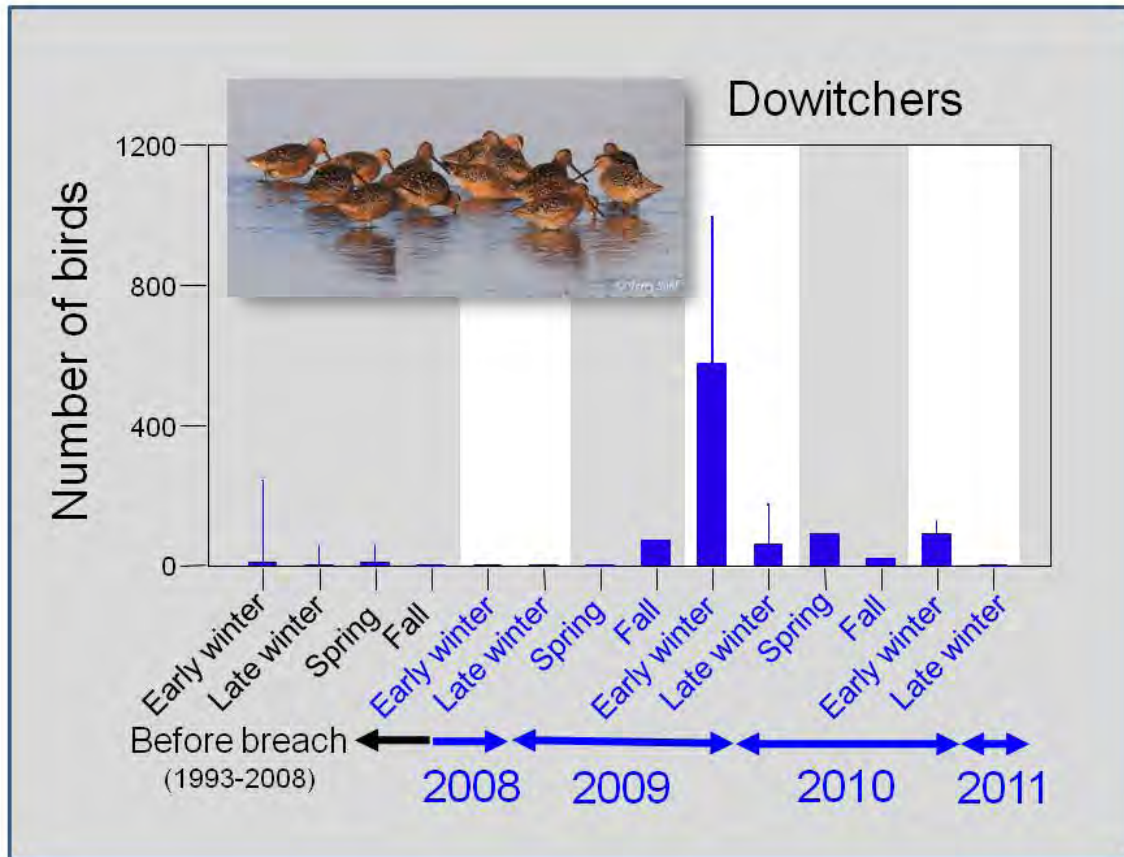 Dowitchers
Number of birds
1200
800
400
0
Early winter
Late winter
Spring
Fall
Early winter
Late winter
Spring
Fall
Early winter
Late winter
Spring
Fall
Early winter
Late winter
Before breach
(1993-2008)
2008
2009
2010
2011